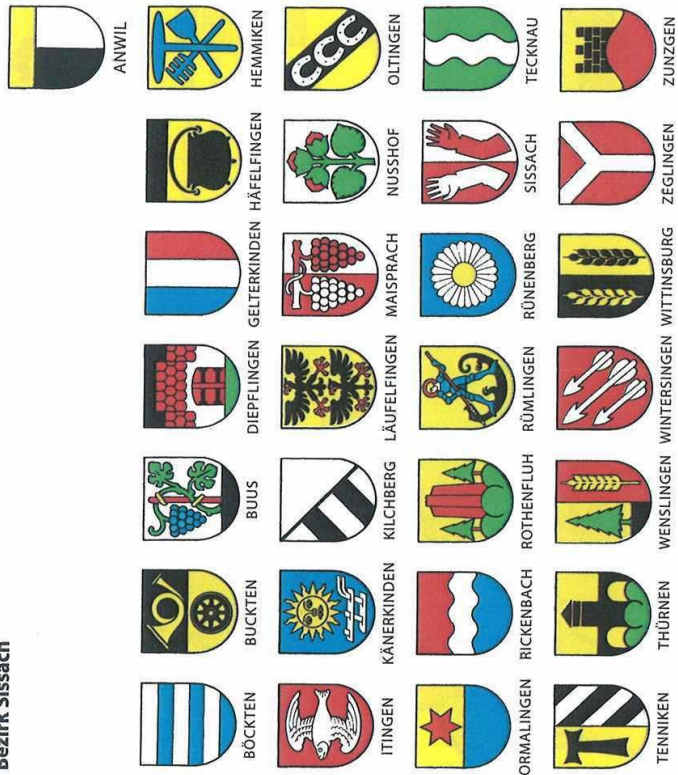 Bezirk Sissach
ANWIL
BÖCKTEN
BUCKTEN
BUUS
DIEPFLINGEN
GELTERKINDEN
HÄFELFINGEN
HEMMIKEN
ITINGEN
KÄNERKINDEN
KILCHBERG
LÄUFELFINGEN
MAISPRACH
NUSSHOF
OLTINGEN
ORMALINGEN
RICKENBACH
ROTHENFLUH
RÜMLINGEN
RÜNENBERG
SISSACH
TECKNAU
TENNIKEN
THÜRNEN
WENSLINGEN
WINTERSINGEN
WITTINSBURG
ZEGLINGEN
ZUNZGEN